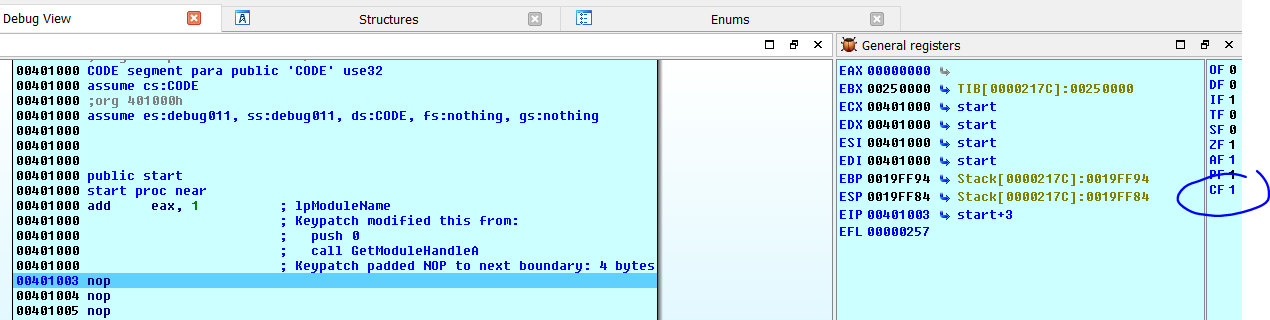 Debug View
Structures
Enums
General registers
00401000 CODE segment para public 'CODE' use32
00401000 assume cs:CODE
00401000 ;org 401000h
00401000 assume es:debug011, ss:debug011, ds:CODE, fs:nothing, gs:nothing
00401000
00401000
00401000
00401000 public start
00401000 start proc near
00401000 add     eax, 1          ; lpModuleName
00401000                         ; Keypatch modified this from:
00401000                         ;   push 0
00401000                         ;   call GetModuleHandleA
00401000                         ; Keypatch padded NOP to next boundary: 4 bytes
00401003 nop
00401004 nop
00401005 nop
EAX 00000000
EBX 00250000 TIB[0000217C]:00250000
ECX 00401000 start
EDX 00401000 start
ESI 00401000 start
EDI 00401000 start
EBP 0019FF94 Stack[0000217C]:0019FF94
ESP 0019FF84 Stack[0000217C]:0019FF84
EIP 00401003 start+3
EFL 00000257
OF 0
DF 0
IF 1
TF 0
SF 0
ZF 1
AF 1
PF 1
CF 1